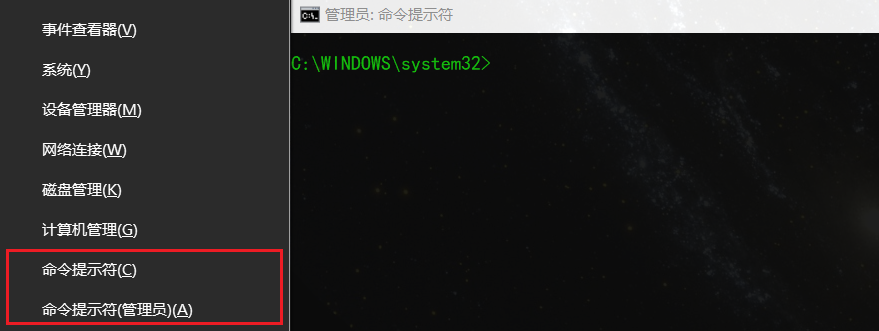 事件查看器(V)
系统(Y)
设备管理器(M)
网络连接(W)
磁盘管理(K)
计算机管理(G)
命令提示符(C)
命令提示符(管理员)(A)
C:\.
管理员: 命令提示符
C:\WINDOWS\system32>